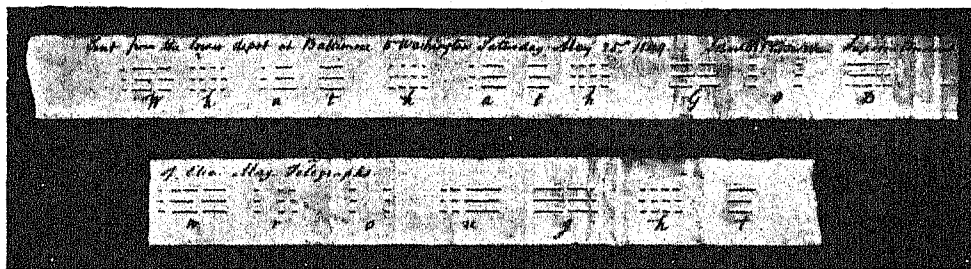 Sent from the lower depot at Baltimore to Washington Saturday May 25th 1844
W h a t h a t h G o D
of Elec. Mag. Telegraphs
w r o u g h t